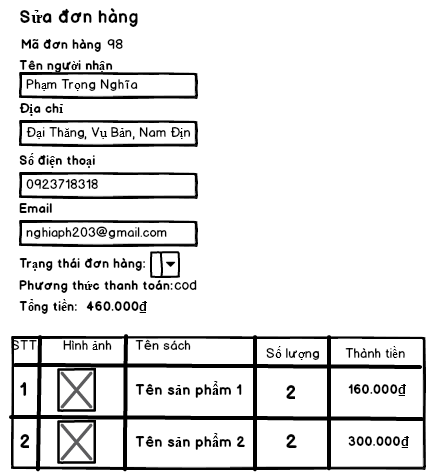 Sửa đơn hàng
Mã đơn hàng 98
Tên người nhận
Phạm Trọng Nghĩa
Địa chỉ
Đại Thắng, Vụ Bản, Nam Địn
Số điện thoại
0923718318
Email
nghiaph203@gmail.com
Trạng thái đơn hàng:
Phương thức thanh toán:cod
Tổng tiền: 460.000₫
STT Hình ảnh Tên sách Số lượng Thành tiền
1 Tên sản phẩm 1 2 160.000₫
2 Tên sản phẩm 2 2 300.000₫